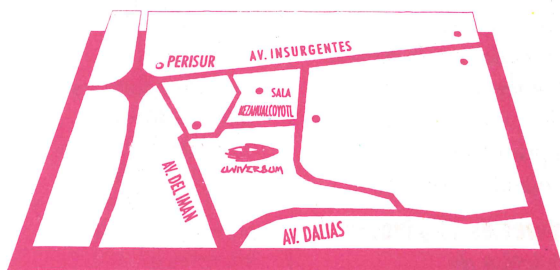 PERISUR
AV. INSURGENTES
SALA
NEZAHUALCOYOTL
UNIVERSUM
AV. DEL IMAN
AV. DALIAS